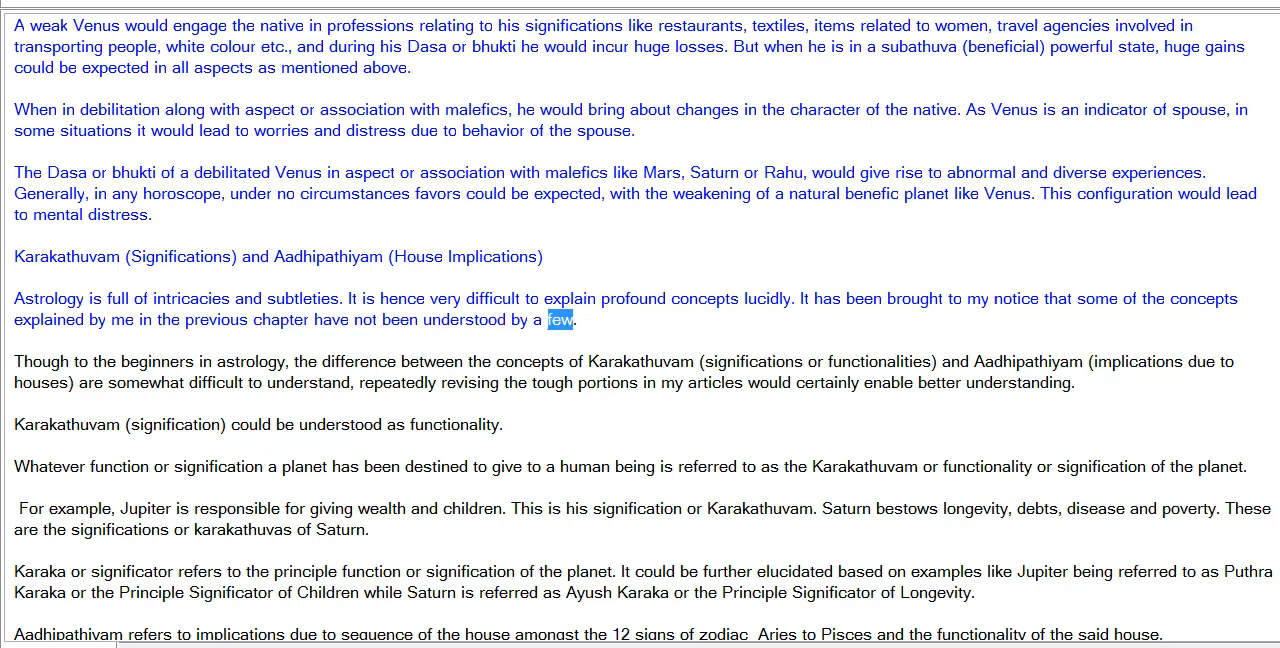 A weak Venus would engage the native in professions relating to his significations like restaurants, textiles, items related to women, travel agencies involved in
transporting people, white colour etc., and during his Dasa or bhukti he would incur huge losses. But when he is in a subathuva (beneficial) powerful state, huge gains
could be expected in all aspects as mentioned above.
When in debilitation along with aspect or association with malefics, he would bring about changes in the character of the native. As Venus is an indicator of spouse, in
some situations it would lead to worries and distress due to behavior of the spouse.
The Dasa or bhukti of a debilitated Venus in aspect or association with malefics like Mars, Saturn or Rahu, would give rise to abnormal and diverse experiences.
Generally, in any horoscope, under no circumstances favors could be expected, with the weakening of a natural benefic planet like Venus. This configuration would lead
to mental distress.
Karakathuvam (Significations) and Aadhipathiyam (House Implications)
Astrology is full of intricacies and subtleties. It is hence very difficult to explain profound concepts lucidly. It has been brought to my notice that some of the concepts
explained by me in the previous chapter have not been understood by a few.
Though to the beginners in astrology, the difference between the concepts of Karakathuvam (significations or functionalities) and Aadhipathiyam (implications due to
houses) are somewhat difficult to understand, repeatedly revising the tough portions in my articles would certainly enable better understanding.
Karakathuvam (signification) could be understood as functionality.
Whatever function or signification a planet has been destined to give to a human being is referred to as the Karakathuvam or functionality or signification of the planet.
For example, Jupiter is responsible for giving wealth and children. This is his signification or Karakathuvam. Saturn bestows longevity, debts, disease and poverty. These
are the significations or karakathuvas of Saturn.
Karaka or significator refers to the principle function or signification of the planet. It could be further elucidated based on examples like Jupiter being referred to as Puthra
Karaka or the Principle Significator of Children while Saturn is referred as Ayush Karaka or the Principle Significator of Longevity.
Aadhipathiyam refers to implications due to sequence of the house amongst the 12 signs of zodiac Aries to Pisces and the functionality of the said house.